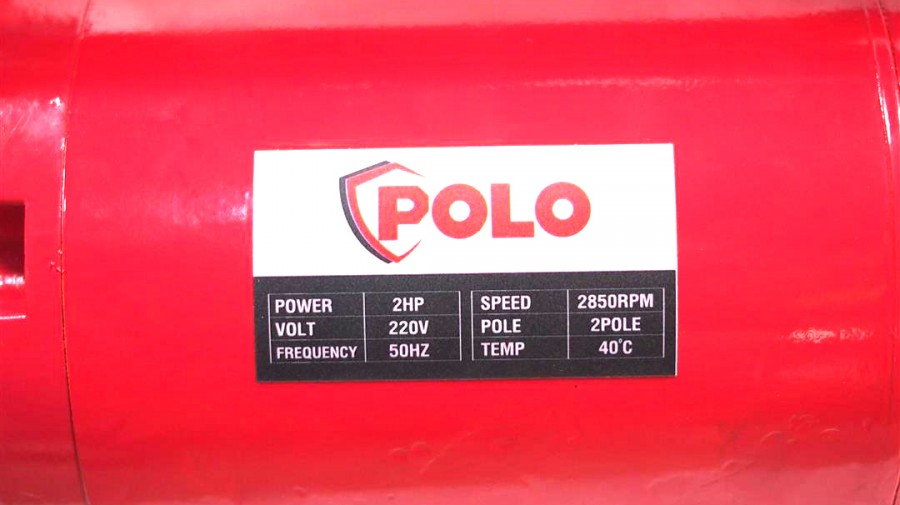 POLO
POWER 2HP SPEED 2850RPM
VOLT 220V POLE 2POLE
FREQUENCY 50HZ TEMP 40°C